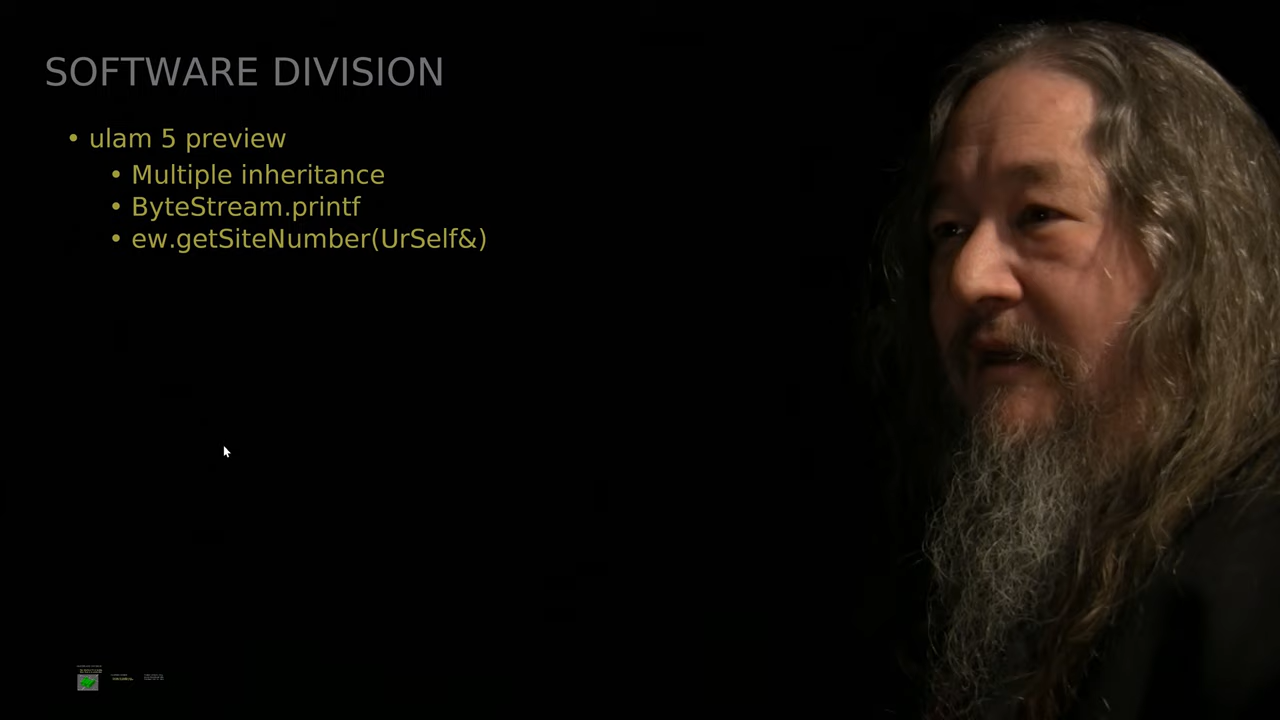 SOFTWARE DIVISION
• ulam 5 preview
• Multiple inheritance
• ByteStream.printf
• ew.getSiteNumber(UrSelf&)